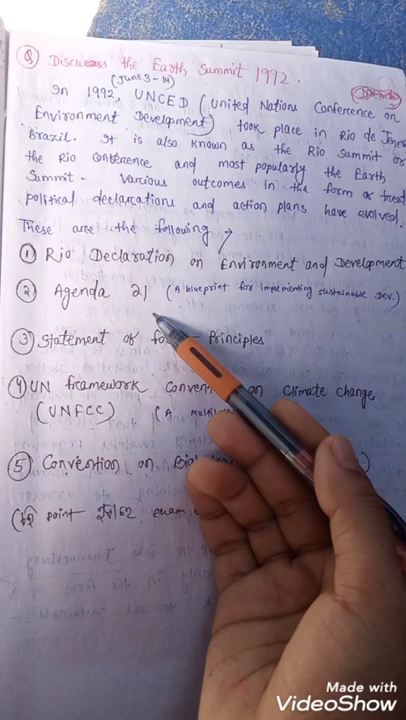 Q Discuess the Earth Summit 1992.
(June 3-14)
In 1992 UNCED (United Nations Conference on
Environment Development) took place in Rio de Jene
Brazil. It is also known as the Rio Summit or
the Rio Conference and most popularly the Earth
Summit. Various outcomes in the form of treat
political declarations and action plans have evolved.
These are the following
① Rio Declaration on Environment and Development
② Agenda 21 (A blueprint for implementing sustainable Dev.)
③ Statement of Principles
④ UN framework Conven on Climate change
(UNFCC) (A
⑤ Convention on
point exam
Made with
VideoShow